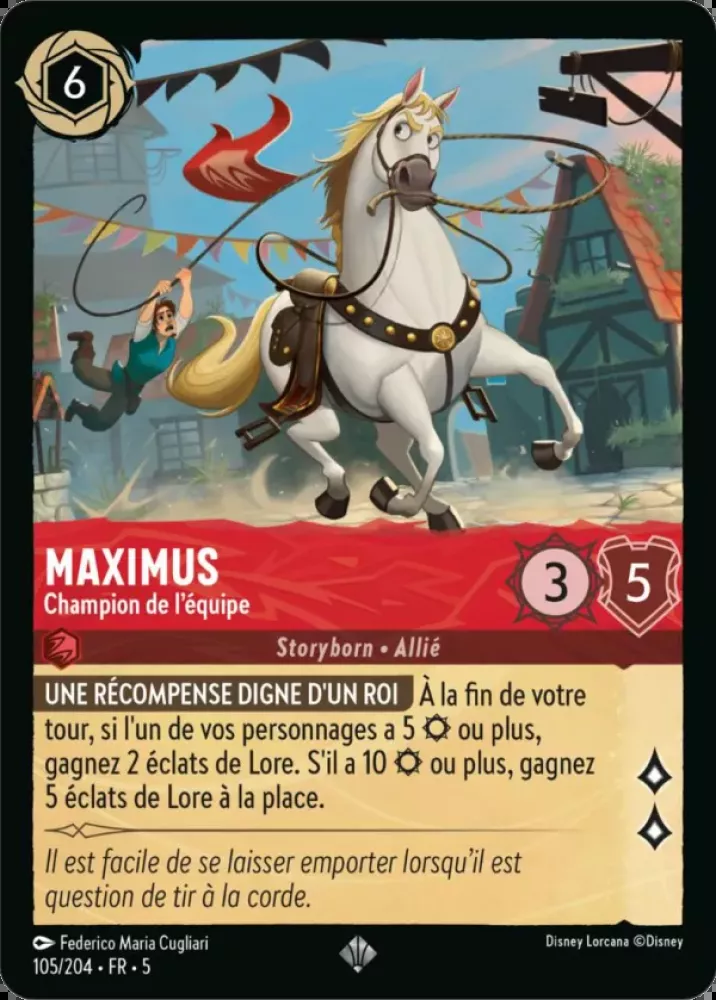 6
MAXIMUS
Champion de l'équipe
3
5
Storyborn • Allié
UNE RÉCOMPENSE DIGNE D'UN ROI À la fin de votre
tour, si l'un de vos personnages a 5 ou plus,
gagnez 2 éclats de Lore. S'il a 10 ou plus, gagnez
5 éclats de Lore à la place.
Il est facile de se laisser emporter lorsqu'il est
question de tir à la corde.
Federico Maria Cugliari
Disney Lorcana ©Disney
105/204 • FR • 5